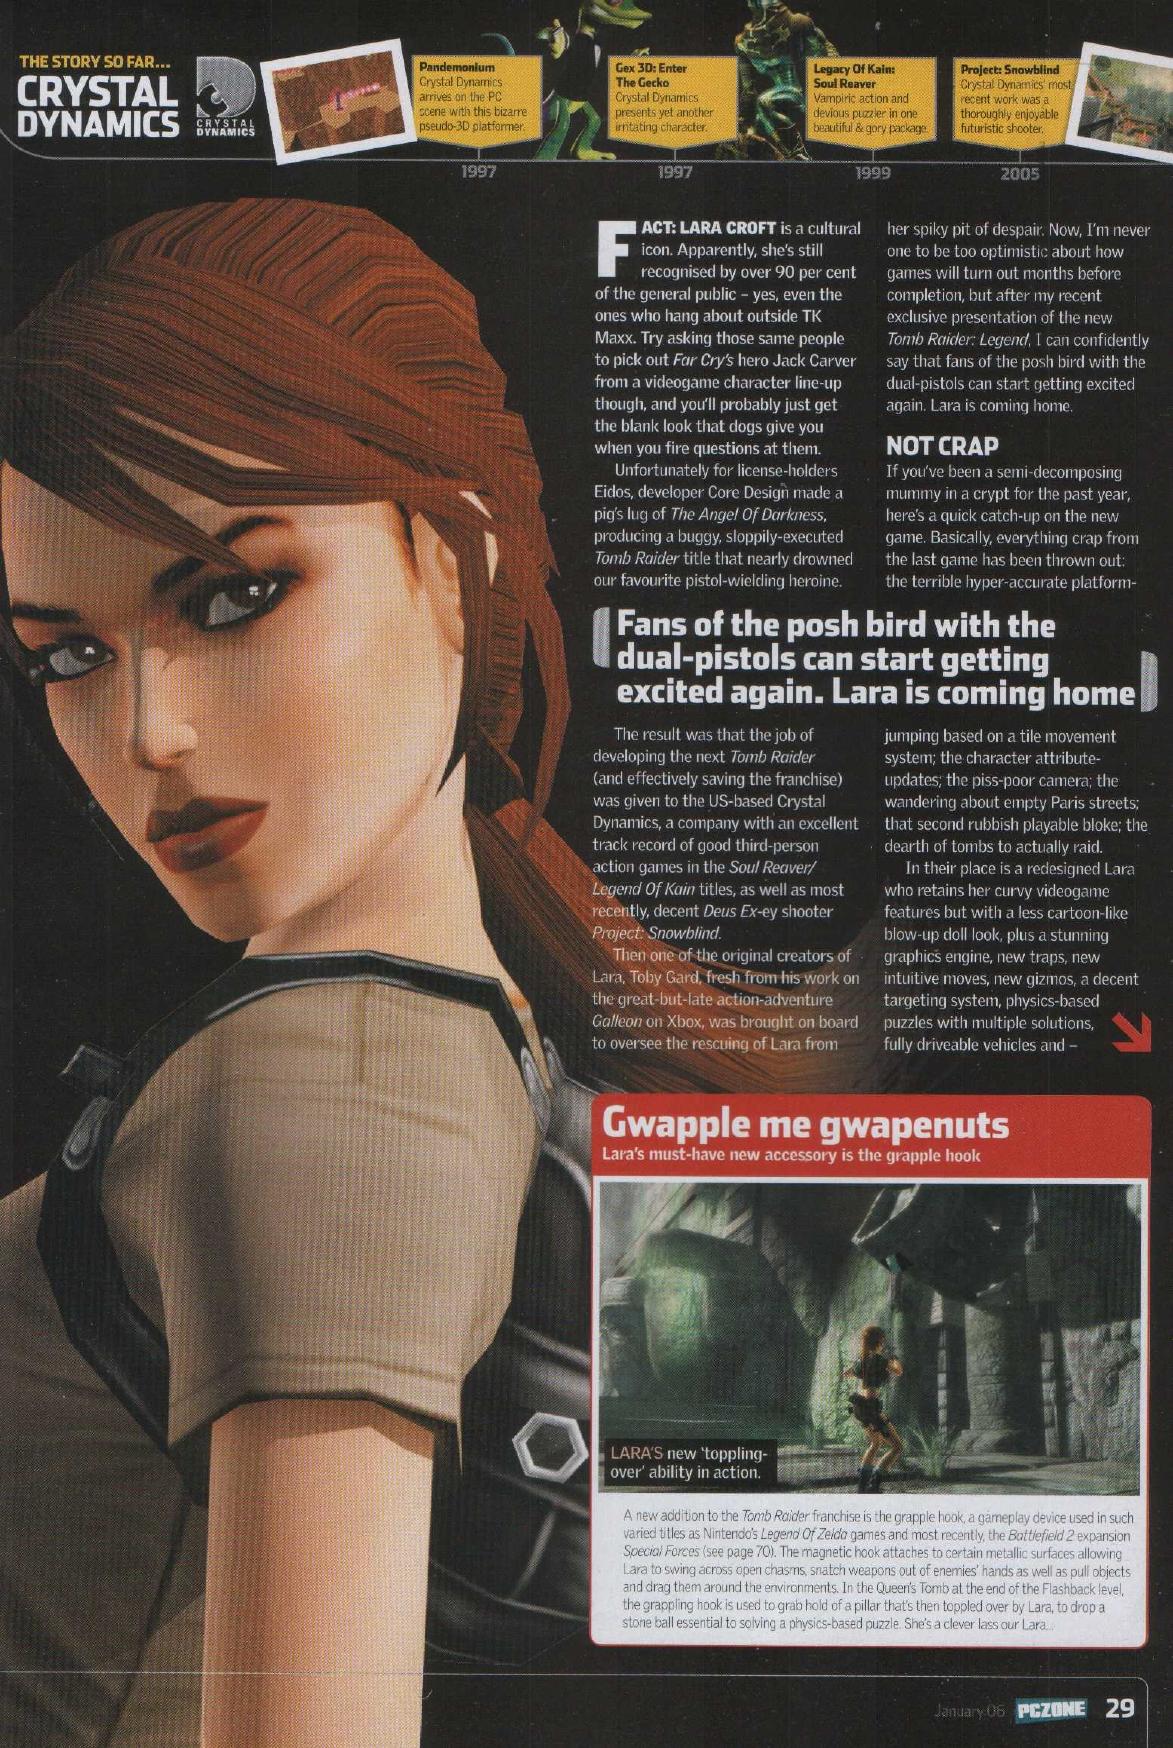 THE STORY SO FAR...
CRYSTAL
DYNAMICS
CRYSTAL
DYNAMICS
Pandemonium
Crystal Dynamics
arrives on the PC
scene with this bizarre
pseudo-3D platformer.
1997
Gex 3D: Enter
The Gecko
Crystal Dynamics
presents yet another
irritating character.
1997
Legacy Of Kain:
Soul Reaver
Vampiric action and
devious puzzler in one
beautiful & gory package.
1999
Project: Snowblind
Crystal Dynamics' most
recent work was a
thoroughly enjoyable
futuristic shooter.
2005
FACT: LARA CROFT is a cultural
icon. Apparently, she's still
recognised by over 90 per cent
of the general public – yes, even the
ones who hang about outside TK
Maxx. Try asking those same people
to pick out Far Cry's hero Jack Carver
from a videogame character line-up
though, and you'll probably just get
the blank look that dogs give you
when you fire questions at them.
Unfortunately for license-holders
Eidos, developer Core Design made a
pig's lug of The Angel Of Darkness,
producing a buggy, sloppily-executed
Tomb Raider title that nearly drowned
our favourite pistol-wielding heroine.
The result was that the job of
developing the next Tomb Raider
(and effectively saving the franchise)
was given to the US-based Crystal
Dynamics, a company with an excellent
track record of good third-person
action games in the Soul Reaver/
Legend Of Kain titles, as well as most
recently, decent Deus Ex-ey shooter
Project: Snowblind.
Then one of the original creators of
Lara, Toby Gard, fresh from his work on
the great-but-late action-adventure
Galleon on Xbox, was brought on board
to oversee the rescuing of Lara from
her spiky pit of despair. Now, I'm never
one to be too optimistic about how
games will turn out months before
completion, but after my recent
exclusive presentation of the new
Tomb Raider: Legend, I can confidently
say that fans of the posh bird with the
dual-pistols can start getting excited
again. Lara is coming home.
NOT CRAP
If you've been a semi-decomposing
mummy in a crypt for the past year,
here's a quick catch-up on the new
game. Basically, everything crap from
the last game has been thrown out:
the terrible hyper-accurate platform-
jumping based on a tile movement
system; the character attribute-
updates; the piss-poor camera; the
wandering about empty Paris streets;
that second rubbish playable bloke; the
dearth of tombs to actually raid.
In their place is a redesigned Lara
who retains her curvy videogame
features but with a less cartoon-like
blow-up doll look, plus a stunning
graphics engine, new traps, new
intuitive moves, new gizmos, a decent
targeting system, physics-based
puzzles with multiple solutions,
fully driveable vehicles and –
Fans of the posh bird with the
dual-pistols can start getting
excited again. Lara is coming home
Gwapple me gwapenuts
Lara's must-have new accessory is the grapple hook
LARA'S new 'toppling-
over' ability in action.
A new addition to the Tomb Raider franchise is the grapple hook, a gameplay device used in such
varied titles as Nintendo's Legend Of Zelda games and most recently, the Battlefield 2 expansion
Special Forces (see page 70). The magnetic hook attaches to certain metallic surfaces allowing
Lara to swing across open chasms, snatch weapons out of enemies' hands as well as pull objects
and drag them around the environments. In the Queen's Tomb at the end of the Flashback level,
the grappling hook is used to grab hold of a pillar that's then toppled over by Lara, to drop a
stone ball essential to solving a physics-based puzzle. She's a clever lass our Lara...
January 06 PCZONE 29